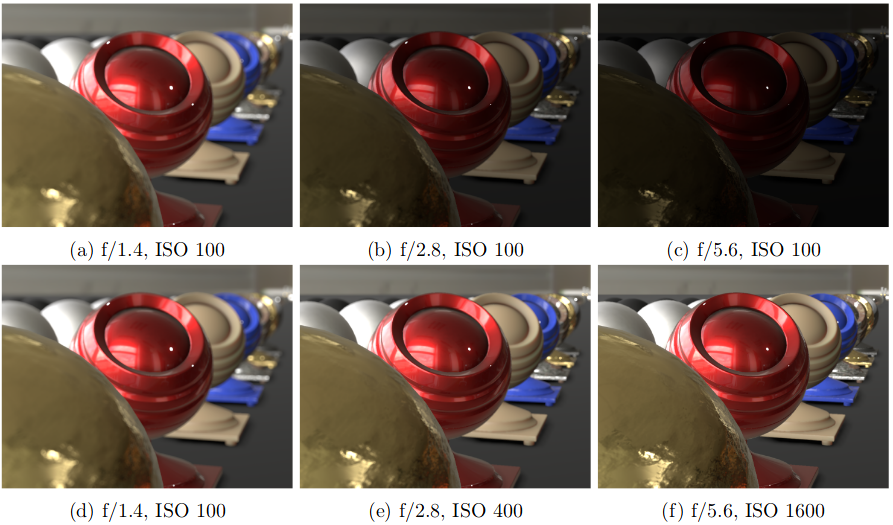 (a) f/1.4, ISO 100
(b) f/2.8, ISO 100
(c) f/5.6, ISO 100
(d) f/1.4, ISO 100
(e) f/2.8, ISO 400
(f) f/5.6, ISO 1600